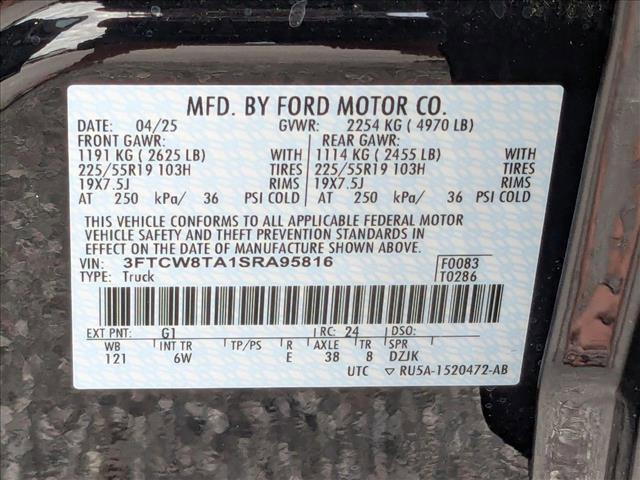 MFD. BY FORD MOTOR CO.
DATE: 04/25 GVWR: 2254 KG ( 4970 LB)
FRONT GAWR: REAR GAWR:
1191 KG ( 2625 LB) WITH 1114 KG ( 2455 LB) WITH
225/55R19 103H TIRES 225/55R19 103H TIRES
19X7.5J RIMS 19X7.5J RIMS
AT 250 kPa/ 36 PSI COLD AT 250 kPa/ 36 PSI COLD
THIS VEHICLE CONFORMS TO ALL APPLICABLE FEDERAL MOTOR
VEHICLE SAFETY AND THEFT PREVENTION STANDARDS IN
EFFECT ON THE DATE OF MANUFACTURE SHOWN ABOVE.
VIN: 3FTCW8TA1SRA95816 F0083
TYPE: Truck T0286
EXT PNT: G1 RC: 24 DSO:
WB INT TR TP/PS R AXLE TR SPR
121 6W E 38 8 DZJK
UTC ▽ RU5A-1520472-AB